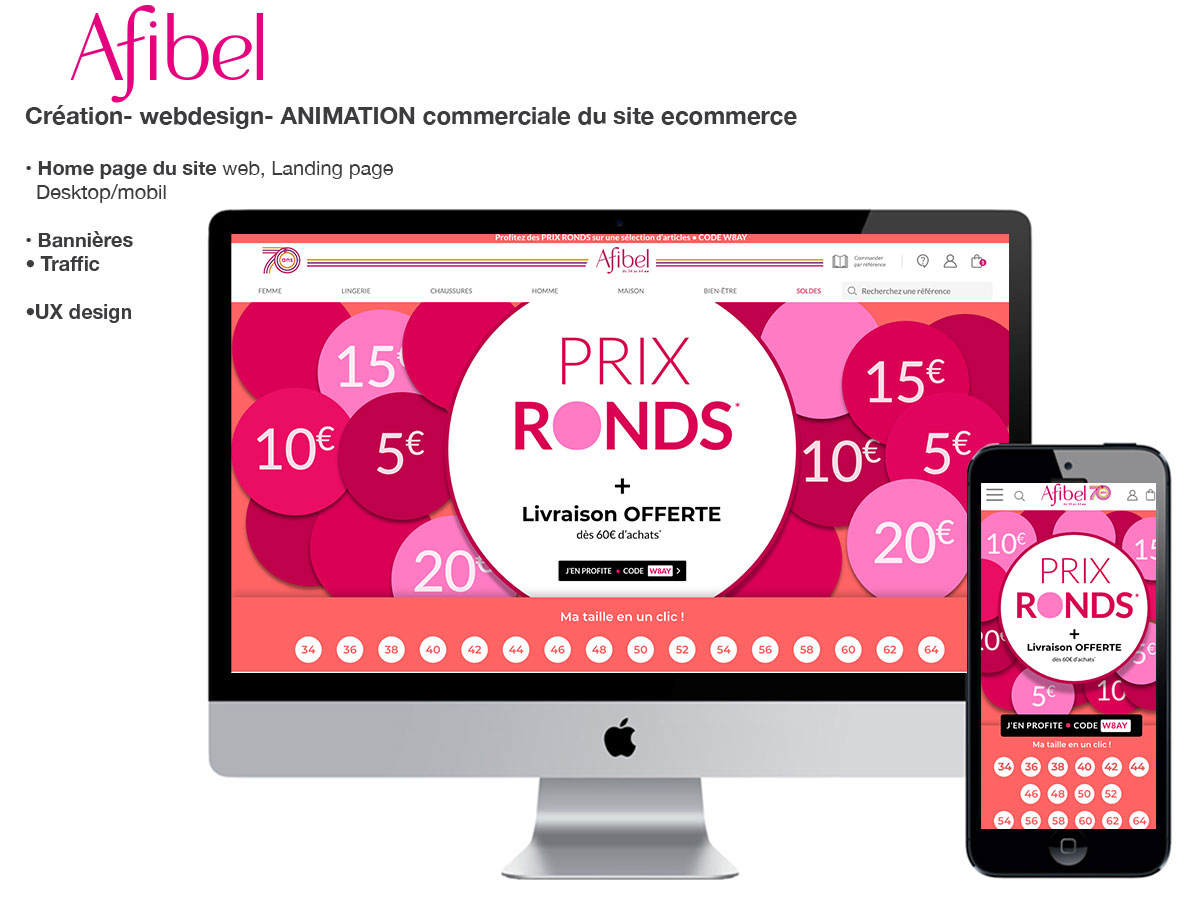 Afibel
Création- webdesign- ANIMATION commerciale du site ecommerce
• Home page du site web, Landing page
Desktop/mobil
• Bannières
• Traffic
•UX design
Profitez des PRIX RONDS sur une sélection d'articles • CODE W8AY
70 ans
Afibel
du 34 au 64
Commander
par référence
1
FEMME LINGERIE CHAUSSURES HOMME MAISON BIEN-ÊTRE SOLDES Recherchez une référence
15€
10€
5€
20€
PRIX
RONDS*
+
Livraison OFFERTE
dès 60€ d'achats*
J'EN PROFITE • CODE W8AY >
15€
5€
10€
20€
Ma taille en un clic !
34 36 38 40 42 44 46 48 50 52 54 56 58 60 62 64
Afibel 70
10€
15
PRIX
RONDS*
+
Livraison OFFERTE
dès 60€ d'achats*
20€
5€
5€
10
J'EN PROFITE • CODE W8AY
Ma taille en un clic !
34 36 38 40 42 44
46 48 50 52
54 56 58 60 62 64